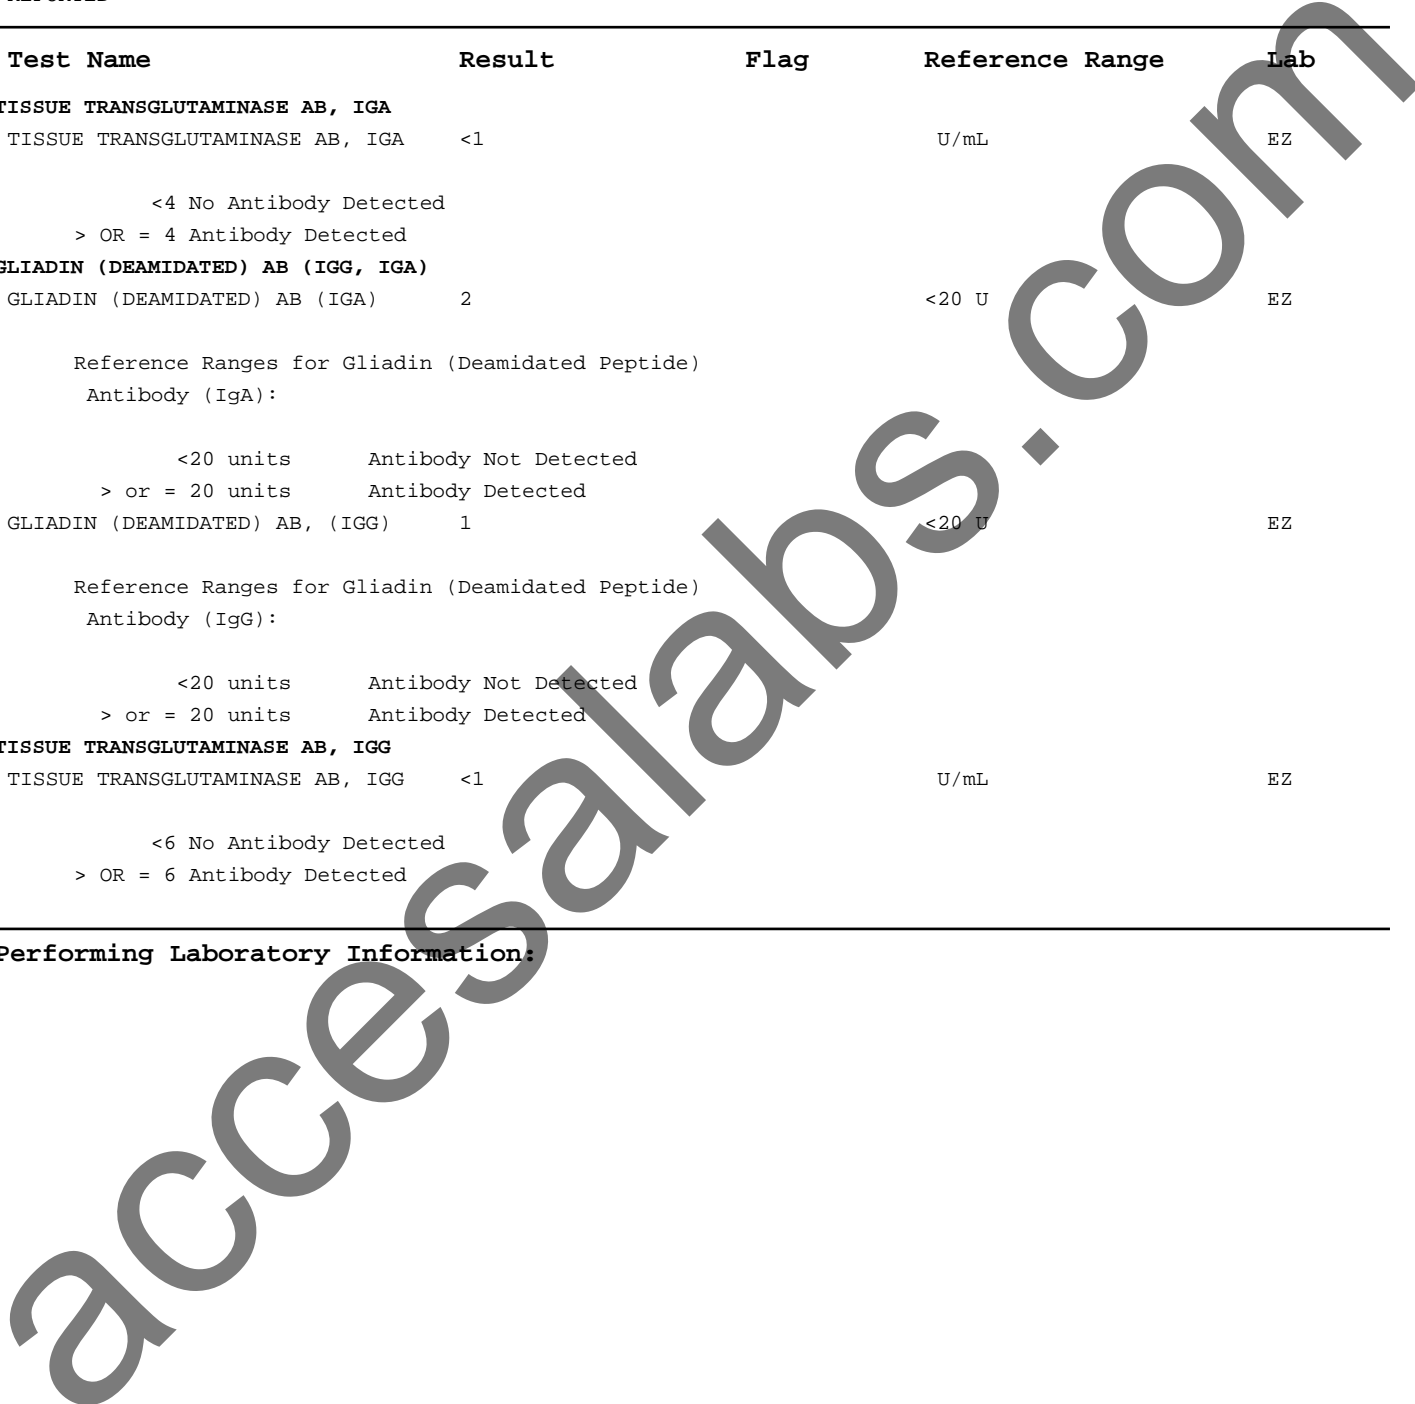 Test Name Result Flag Reference Range Lab
TISSUE TRANSGLUTAMINASE AB, IGA
TISSUE TRANSGLUTAMINASE AB, IGA <1 U/mL EZ
<4 No Antibody Detected
> OR = 4 Antibody Detected
GLIADIN (DEAMIDATED) AB (IGG, IGA)
GLIADIN (DEAMIDATED) AB (IGA) 2 <20 U EZ
Reference Ranges for Gliadin (Deamidated Peptide)
Antibody (IgA):
<20 units Antibody Not Detected
> or = 20 units Antibody Detected
GLIADIN (DEAMIDATED) AB, (IGG) 1 <20 U EZ
Reference Ranges for Gliadin (Deamidated Peptide)
Antibody (IgG):
<20 units Antibody Not Detected
> or = 20 units Antibody Detected
TISSUE TRANSGLUTAMINASE AB, IGG
TISSUE TRANSGLUTAMINASE AB, IGG <1 U/mL EZ
<6 No Antibody Detected
> OR = 6 Antibody Detected
Performing Laboratory Information:
accesalabs.com